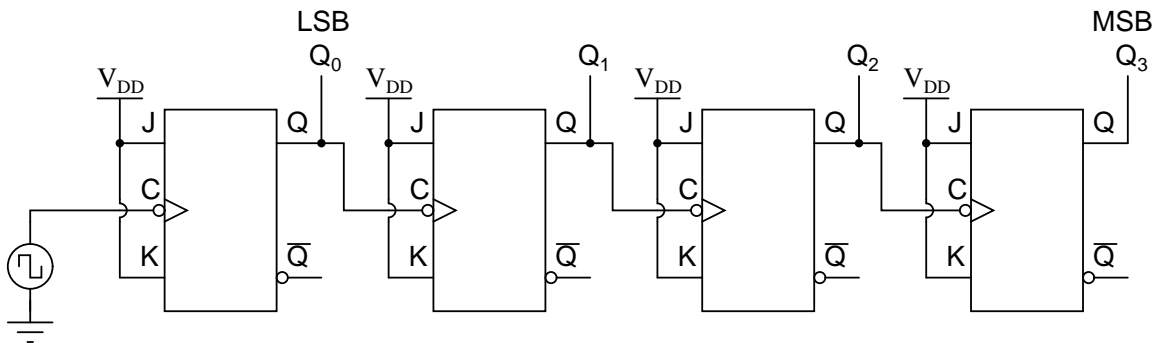 LSB MSB
Q0 Q1 Q2 Q3
VDD VDD VDD VDD
J Q J Q J Q J Q
C C C C
K Q̅ K Q̅ K Q̅ K Q̅